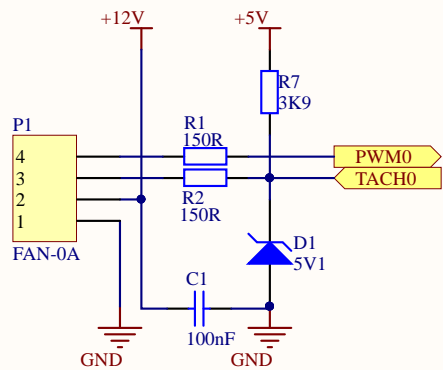 +12V
+5V
R7
3K9
P1
R1
150R
4
PWM0
3
TACH0
2
R2
150R
1
D1
5V1
FAN-0A
C1
100nF
GND
GND